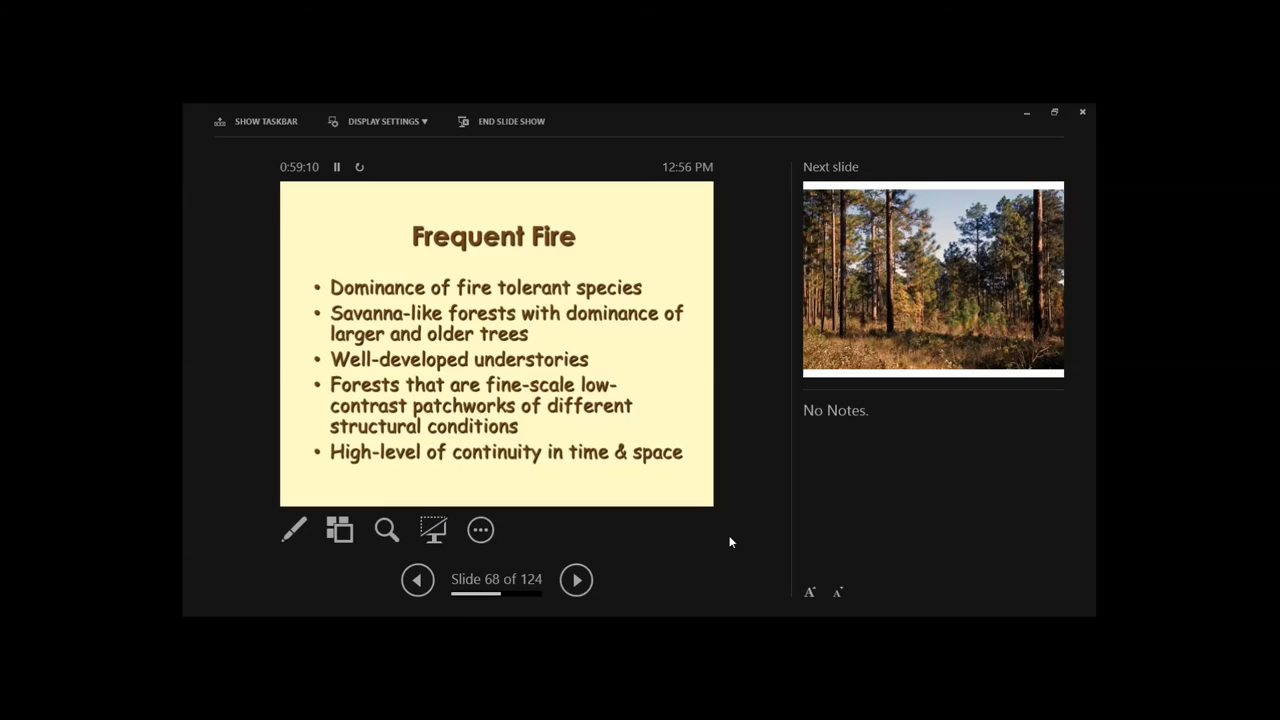 SHOW TASKBAR
DISPLAY SETTINGS ▼
END SLIDE SHOW
0:59:10
12:56 PM
Next slide
Frequent Fire
• Dominance of fire tolerant species
• Savanna-like forests with dominance of
larger and older trees
• Well-developed understories
• Forests that are fine-scale low-
contrast patchworks of different
structural conditions
• High-level of continuity in time & space
No Notes.
Slide 68 of 124
A A